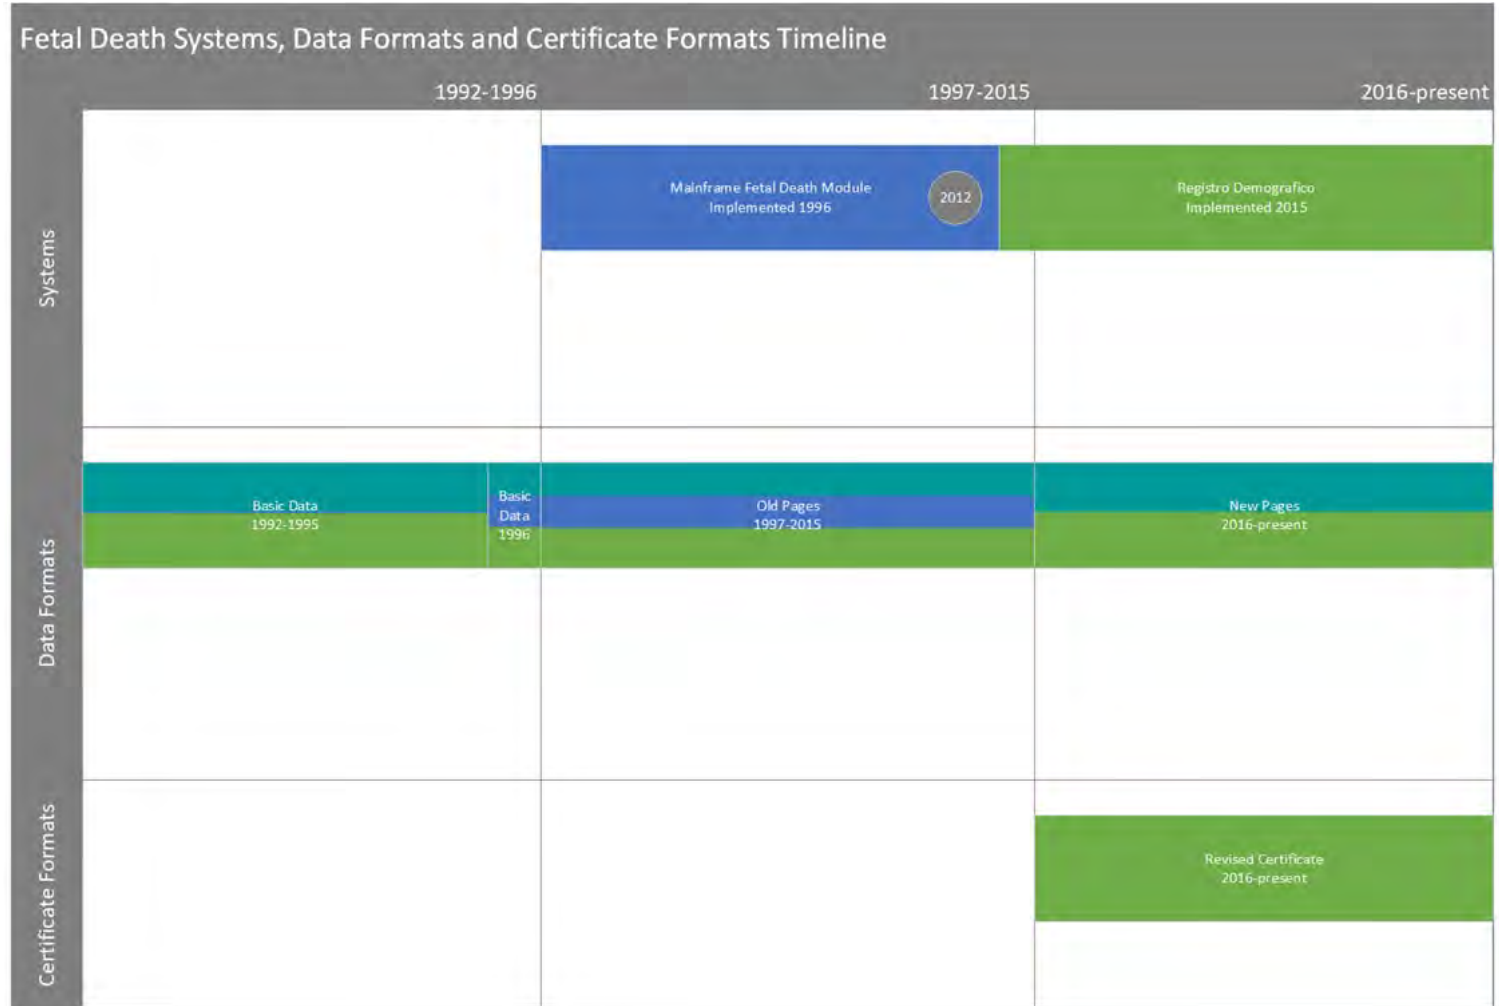 Fetal Death Systems, Data Formats and Certificate Formats Timeline
1992-1996
1997-2015
2016-present
Systems
Mainframe Fetal Death Module
Implemented 1996
2012
Registro Demografico
Implemented 2015
Data Formats
Basic Data
1992-1995
Basic
Data
1996
Old Pages
1997-2015
New Pages
2016-present
Certificate Formats
Revised Certificate
2016-present